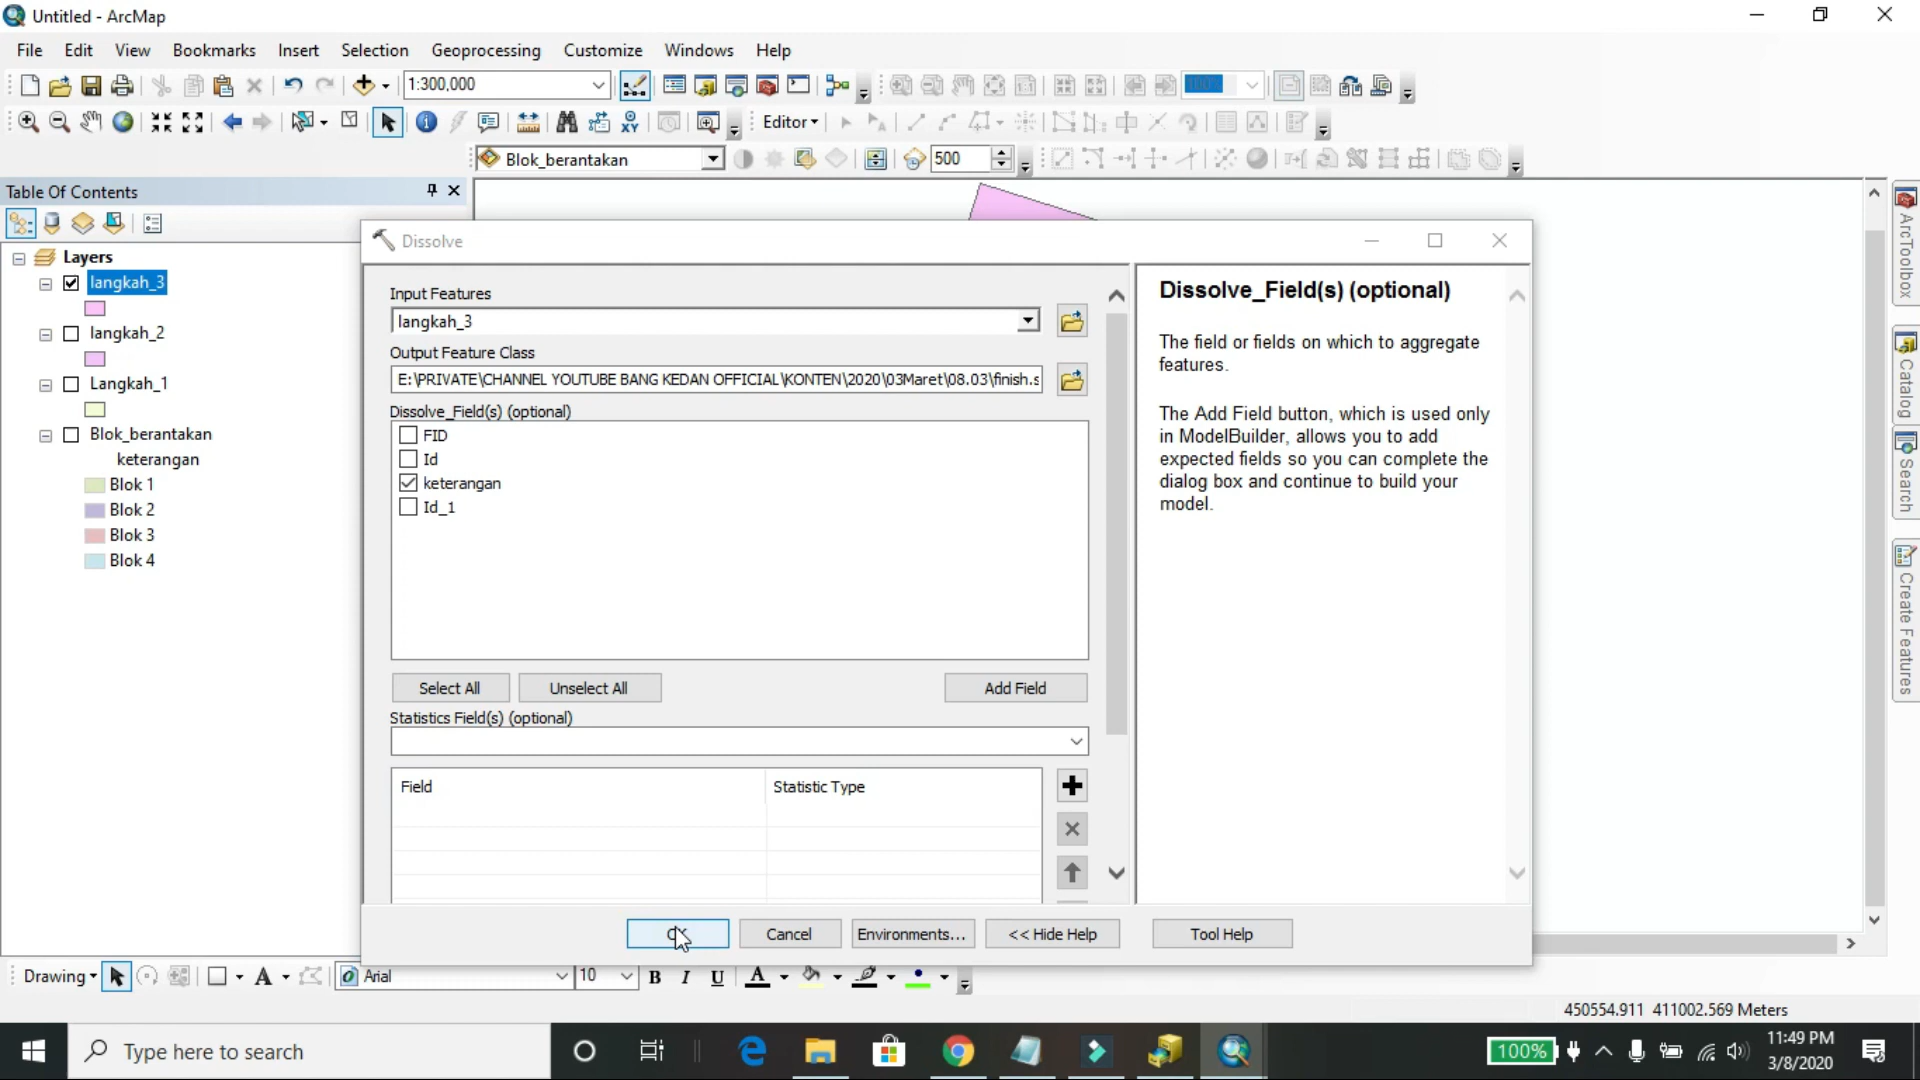 Untitled - ArcMap
File Edit View Bookmarks Insert Selection Geoprocessing Customize Windows Help
1:300,000
Editor
Blok_berantakan
500
Table Of Contents
Layers
langkah_3
langkah_2
Langkah_1
Blok_berantakan
keterangan
Blok 1
Blok 2
Blok 3
Blok 4
Dissolve
Input Features
langkah_3
Output Feature Class
E:\PRIVATE\CHANNEL YOUTUBE BANG KEDAN OFFICIAL\KONTEN\2020\03Maret\08.03\finish.s
Dissolve_Field(s) (optional)
FID
Id
keterangan
Id_1
Select All Unselect All Add Field
Statistics Field(s) (optional)
Field Statistic Type
Cancel Environments... << Hide Help Tool Help
Dissolve_Field(s) (optional)
The field or fields on which to aggregate
features.
The Add Field button, which is used only
in ModelBuilder, allows you to add
expected fields so you can complete the
dialog box and continue to build your
model.
ArcToolbox
Catalog
Search
Create Features
Drawing A Arial 10 B I U A
450554.911 411002.569 Meters
Type here to search
100%
11:49 PM
3/8/2020